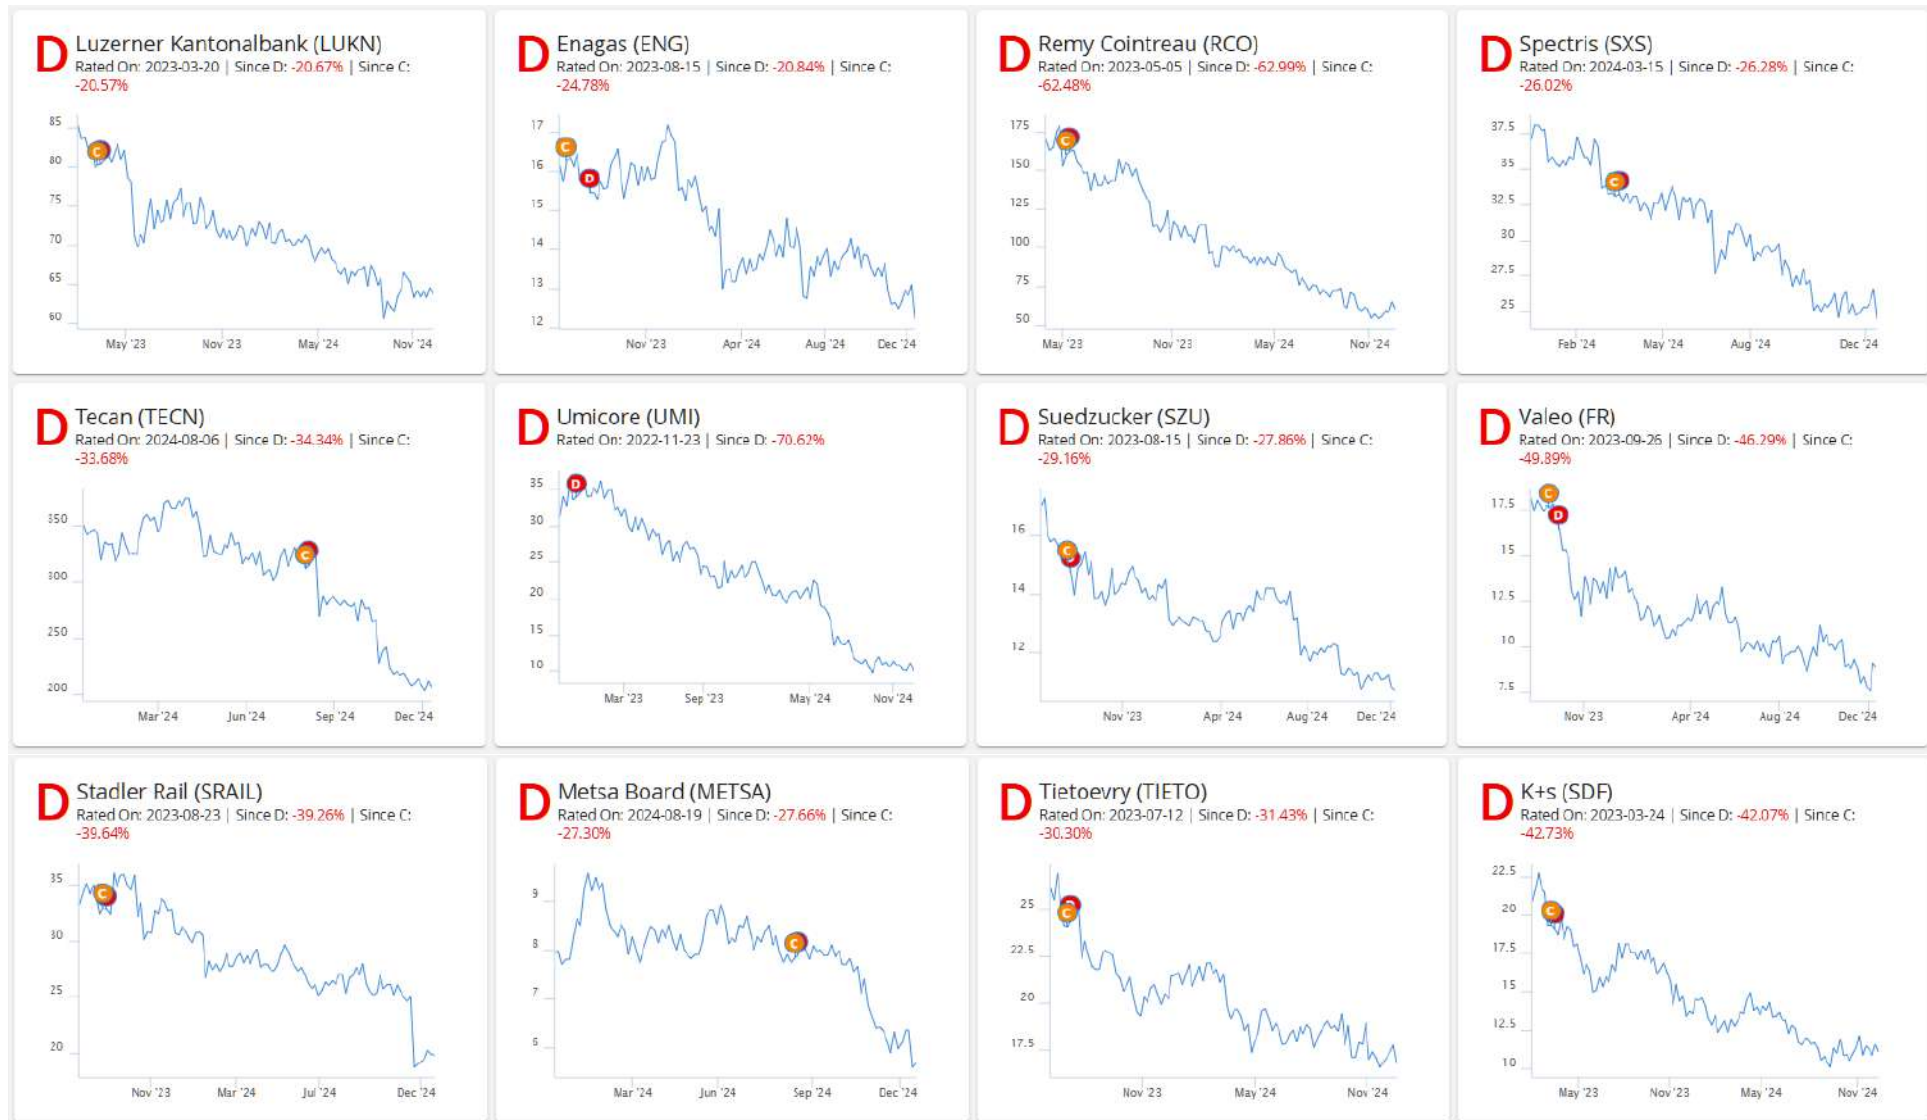 D Luzerner Kantonalbank (LUKN)
Rated On: 2023-03-20 | Since D: -20.67% | Since C:
-20.57%
85
80
75
70
65
60
C
May '23 Nov '23 May '24 Nov '24
D Enagas (ENG)
Rated On: 2023-08-15 | Since D: -20.84% | Since C:
-24.78%
17
16
15
14
13
12
C
D
Nov '23 Apr '24 Aug '24 Dec '24
D Remy Cointreau (RCO)
Rated On: 2023-05-05 | Since D: -62.99% | Since C:
-62.48%
175
150
125
100
75
50
C
May '23 Nov '23 May '24 Nov '24
D Spectris (SXS)
Rated On: 2024-03-15 | Since D: -26.28% | Since C:
-26.02%
37.5
35
32.5
30
27.5
25
C
Feb '24 May '24 Aug '24 Dec '24
D Tecan (TECN)
Rated On: 2024-08-06 | Since D: -34.34% | Since C:
-33.68%
350
300
250
200
C
Mar '24 Jun '24 Sep '24 Dec '24
D Umicore (UMI)
Rated On: 2022-11-23 | Since D: -70.62%
35
30
25
20
15
10
D
Mar '23 Sep '23 May '24 Nov '24
D Suedzucker (SZU)
Rated On: 2023-08-15 | Since D: -27.86% | Since C:
-29.16%
16
14
12
C
D
Nov '23 Apr '24 Aug '24 Dec '24
D Valeo (FR)
Rated On: 2023-09-26 | Since D: -46.29% | Since C:
-49.89%
17.5
15
12.5
10
7.5
C
D
Nov '23 Apr '24 Aug '24 Dec '24
D Stadler Rail (SRAIL)
Rated On: 2023-08-23 | Since D: -39.26% | Since C:
-39.64%
35
30
25
20
C
Nov '23 Mar '24 Jul '24 Dec '24
D Metsa Board (METSA)
Rated On: 2024-08-19 | Since D: -27.66% | Since C:
-27.30%
9
8
7
6
C
Mar '24 Jun '24 Sep '24 Dec '24
D Tietoevry (TIETO)
Rated On: 2023-07-12 | Since D: -31.43% | Since C:
-30.30%
25
22.5
20
17.5
D
C
Nov '23 May '24 Nov '24
D K+s (SDF)
Rated On: 2023-03-24 | Since D: -42.07% | Since C:
-42.73%
22.5
20
17.5
15
12.5
10
C
May '23 Nov '23 May '24 Nov '24